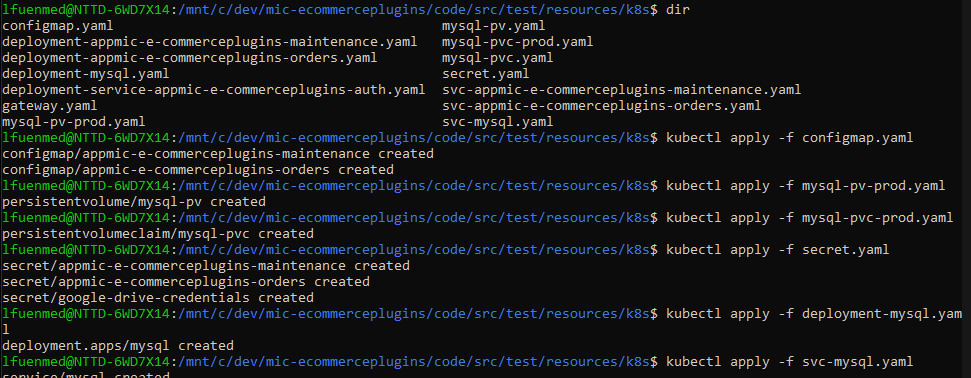 lfuenmed@NTTD-6WD7X14:/mnt/c/dev/mic-ecommerceplugins/code/src/test/resources/k8s$ dir
configmap.yaml mysql-pv.yaml
deployment-appmic-e-commerceplugins-maintenance.yaml mysql-pvc-prod.yaml
deployment-appmic-e-commerceplugins-orders.yaml mysql-pvc.yaml
deployment-mysql.yaml secret.yaml
deployment-service-appmic-e-commerceplugins-auth.yaml svc-appmic-e-commerceplugins-maintenance.yaml
gateway.yaml svc-appmic-e-commerceplugins-orders.yaml
mysql-pv-prod.yaml svc-mysql.yaml
lfuenmed@NTTD-6WD7X14:/mnt/c/dev/mic-ecommerceplugins/code/src/test/resources/k8s$ kubectl apply -f configmap.yaml
configmap/appmic-e-commerceplugins-maintenance created
configmap/appmic-e-commerceplugins-orders created
lfuenmed@NTTD-6WD7X14:/mnt/c/dev/mic-ecommerceplugins/code/src/test/resources/k8s$ kubectl apply -f mysql-pv-prod.yaml
persistentvolume/mysql-pv created
lfuenmed@NTTD-6WD7X14:/mnt/c/dev/mic-ecommerceplugins/code/src/test/resources/k8s$ kubectl apply -f mysql-pvc-prod.yaml
persistentvolumeclaim/mysql-pvc created
lfuenmed@NTTD-6WD7X14:/mnt/c/dev/mic-ecommerceplugins/code/src/test/resources/k8s$ kubectl apply -f secret.yaml
secret/appmic-e-commerceplugins-maintenance created
secret/appmic-e-commerceplugins-orders created
secret/google-drive-credentials created
lfuenmed@NTTD-6WD7X14:/mnt/c/dev/mic-ecommerceplugins/code/src/test/resources/k8s$ kubectl apply -f deployment-mysql.yam
l
deployment.apps/mysql created
lfuenmed@NTTD-6WD7X14:/mnt/c/dev/mic-ecommerceplugins/code/src/test/resources/k8s$ kubectl apply -f svc-mysql.yaml
service/mysql created